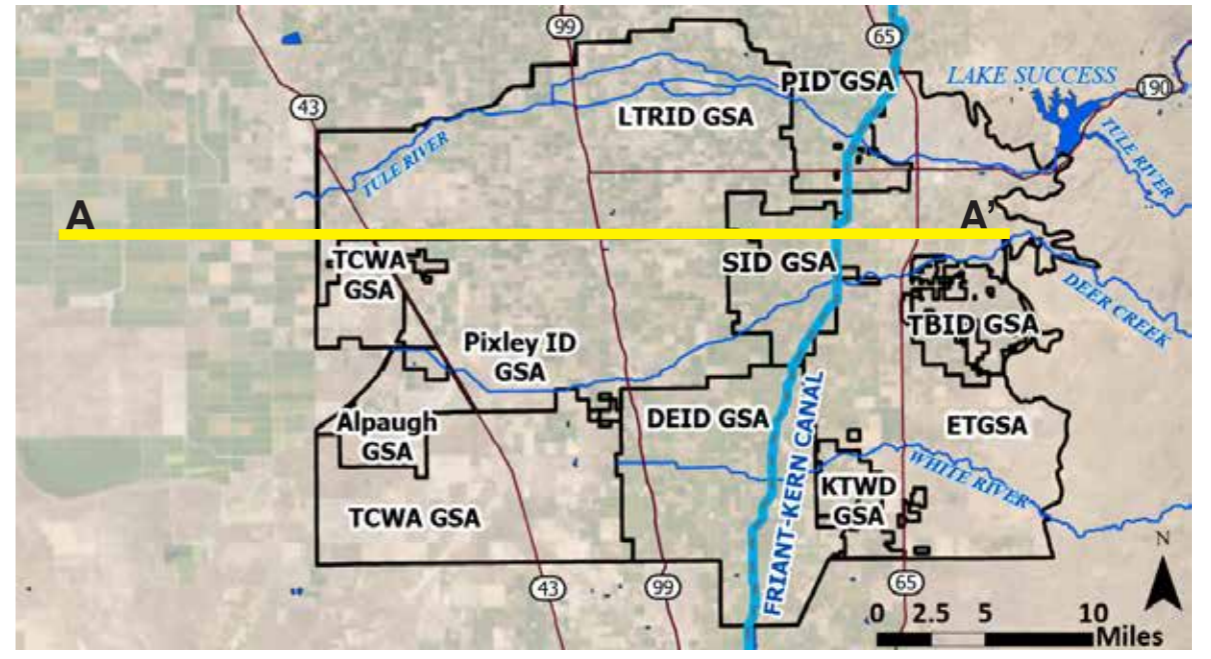 99
65
PID GSA
LAKE SUCCESS
190
43
LTRID GSA
TULE RIVER
TULE RIVER
A
A’
TCWA
GSA
SID GSA
DEER CREEK
TBID GSA
Pixley ID
GSA
DEID GSA
FRIANT-KERN CANAL
Alpaugh
GSA
ETGSA
WHITE RIVER
KTWD
GSA
TCWA GSA
N
43
99
65
0 2.5 5 10
Miles